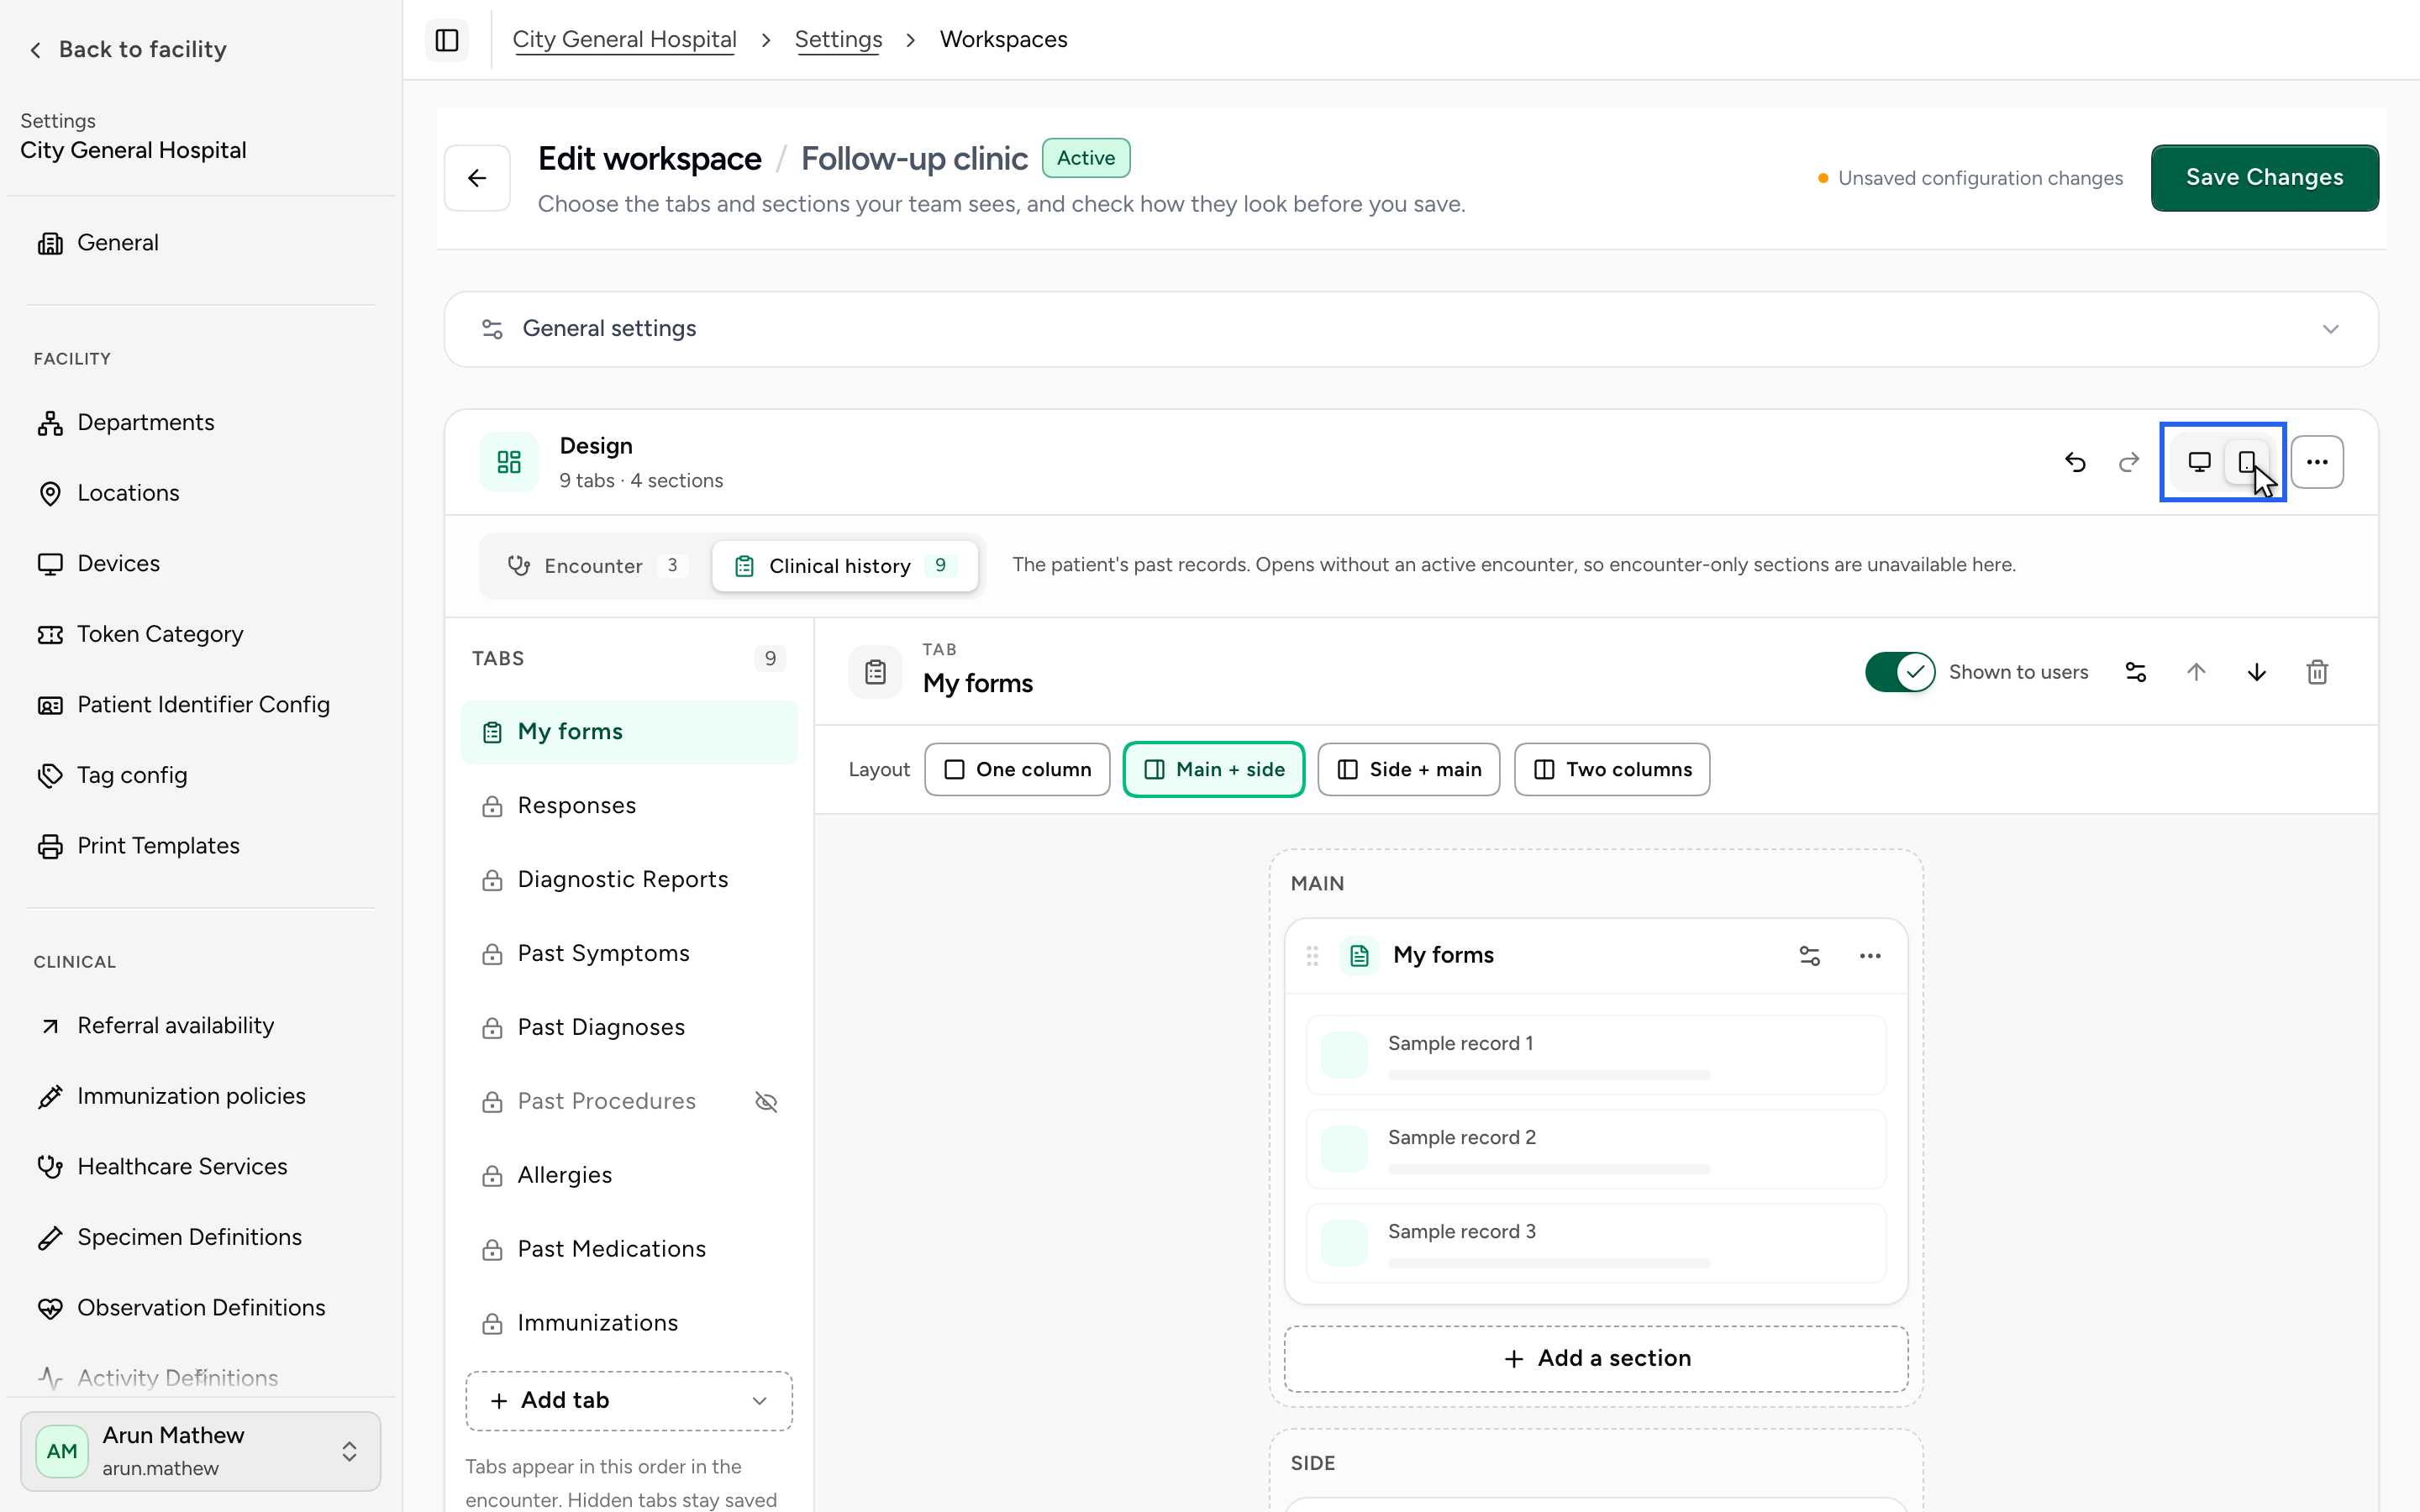 Back to facility
Settings
City General Hospital
General
FACILITY
Departments
Locations
Devices
Token Category
Patient Identifier Config
Tag config
Print Templates
CLINICAL
Referral availability
Immunization policies
Healthcare Services
Specimen Definitions
Observation Definitions
Activity Definitions
AM
Arun Mathew
arun.mathew
City General Hospital > Settings > Workspaces
Edit workspace / Follow-up clinic Active
Choose the tabs and sections your team sees, and check how they look before you save.
Unsaved configuration changes
Save Changes
General settings
Design
9 tabs · 4 sections
Encounter 3
Clinical history 9
The patient's past records. Opens without an active encounter, so encounter-only sections are unavailable here.
TABS 9
My forms
Responses
Diagnostic Reports
Past Symptoms
Past Diagnoses
Past Procedures
Allergies
Past Medications
Immunizations
+ Add tab
Tabs appear in this order in the
encounter. Hidden tabs stay saved
TAB
My forms
Shown to users
Layout One column Main + side Side + main Two columns
MAIN
My forms
Sample record 1
Sample record 2
Sample record 3
+ Add a section
SIDE